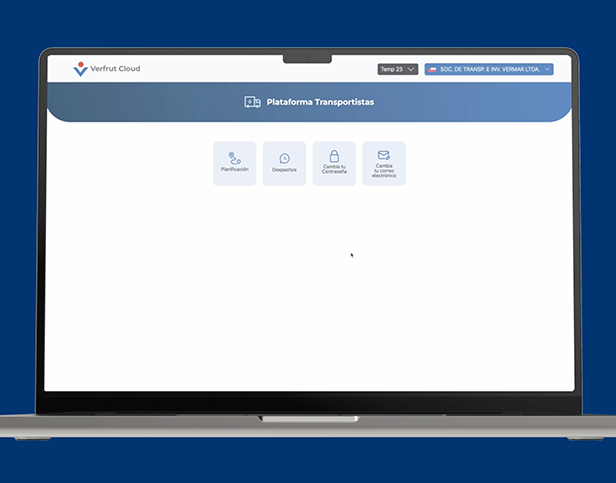 Verfrut Cloud
Temp 23
SOC. DE TRANSP. E INV. VERMAR LTDA.
Plataforma Transportistas
Planificación
Despachos
Cambia tu
Contraseña
Cambia
tu correo
electrónico